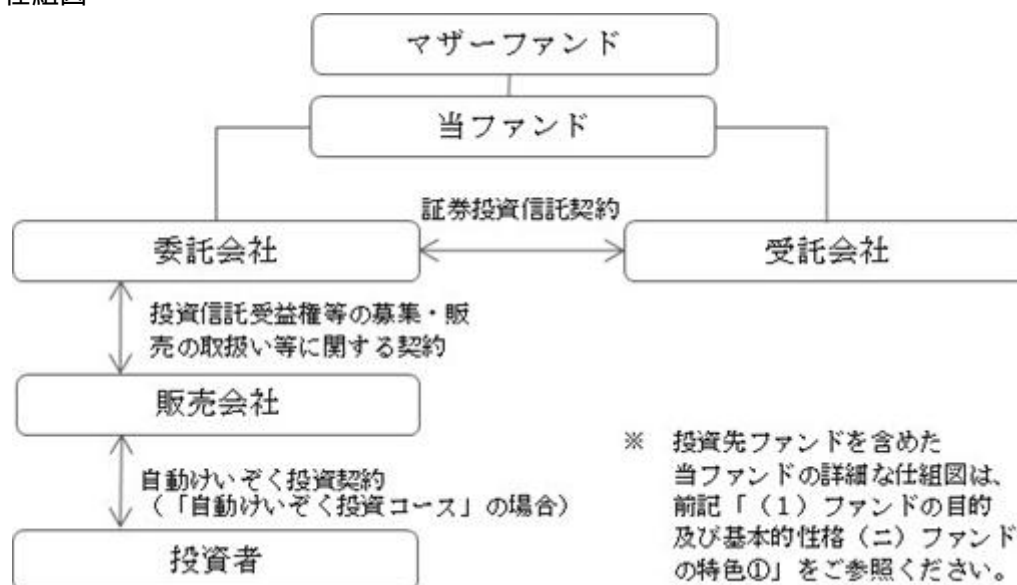 マザーファンド
当ファンド
証券投資信託契約
委託会社
受託会社
投資信託受益権等の募集・販
売の取扱い等に関する契約
販売会社
自動けいぞく投資契約
（「自動けいぞく投資コース」の場合）
投資者
※ 投資先ファンドを含めた
当ファンドの詳細な仕組図は、
前記「（１）ファンドの目的
及び基本的性格（ニ）ファンド
の特色①」をご参照ください。